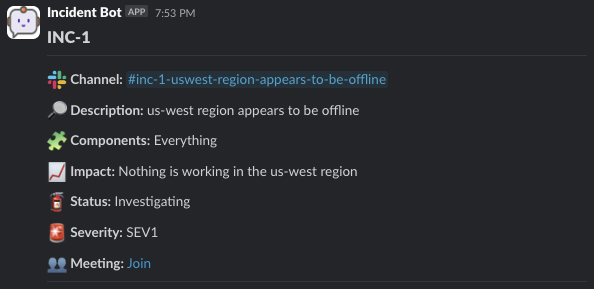 Incident Bot APP 7:53 PM
INC-1
Channel: #inc-1-uswest-region-appears-to-be-offline
Description: us-west region appears to be offline
Components: Everything
Impact: Nothing is working in the us-west region
Status: Investigating
Severity: SEV1
Meeting: Join